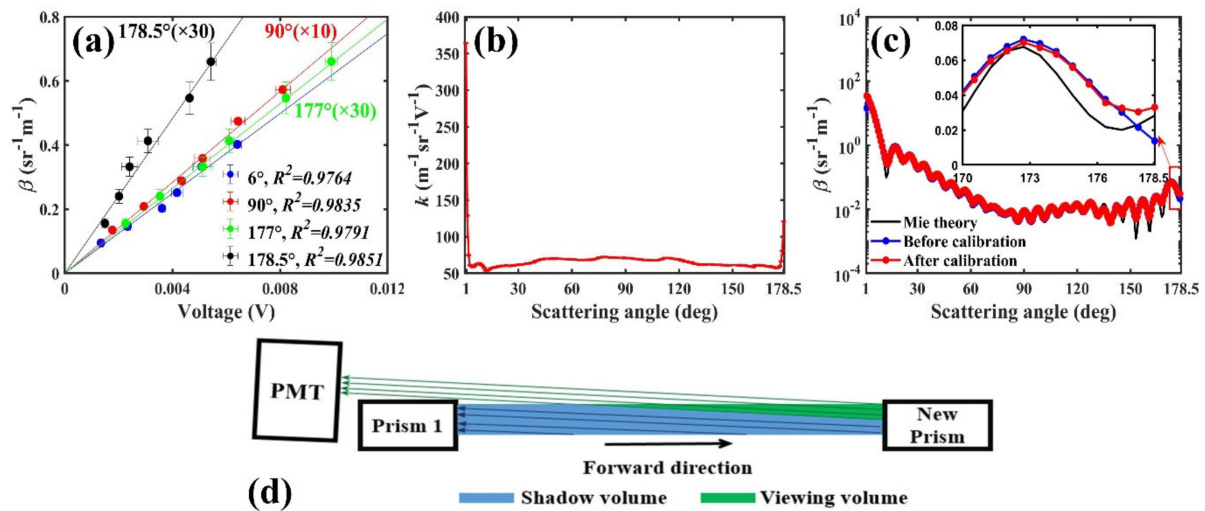 (a)
178.5°(×30)
90°(×10)
177°(×30)
β (sr⁻¹m⁻¹)
0.8
0.6
0.4
0.2
0
6°, R²=0.9764
90°, R²=0.9835
177°, R²=0.9791
178.5°, R²=0.9851
0 0.004 0.008 0.012
Voltage (V)
(b)
k (m⁻¹sr⁻¹V⁻¹)
400
350
300
250
200
150
100
50
1 30 60 90 120 150 178.5
Scattering angle (deg)
(c)
β (sr⁻¹m⁻¹)
10⁴
10²
10⁰
10⁻²
10⁻⁴
0.08
0.06
0.04
0.02
0
170 173 176 178.5
Mie theory
Before calibration
After calibration
1 30 60 90 120 150 178.5
Scattering angle (deg)
PMT
Prism 1
New
Prism
Forward direction
(d)
Shadow volume
Viewing volume